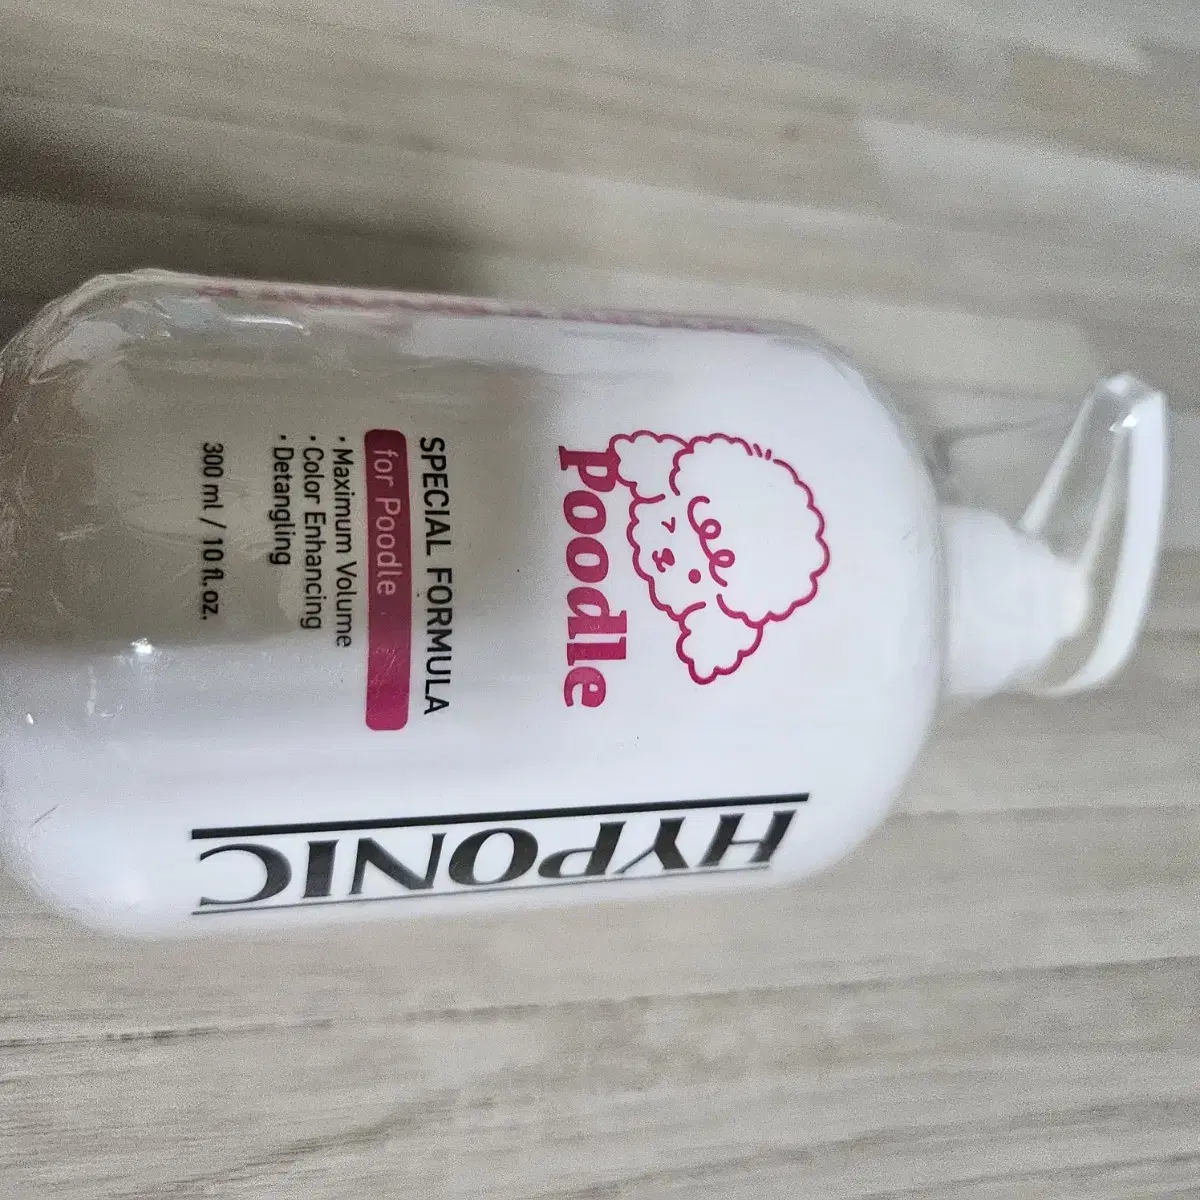 Poodle
SPECIAL FORMULA
for Poodle
· Maximum Volume
· Color Enhancing
· Detangling
300 ml / 10 fl. oz.
HYPONIC